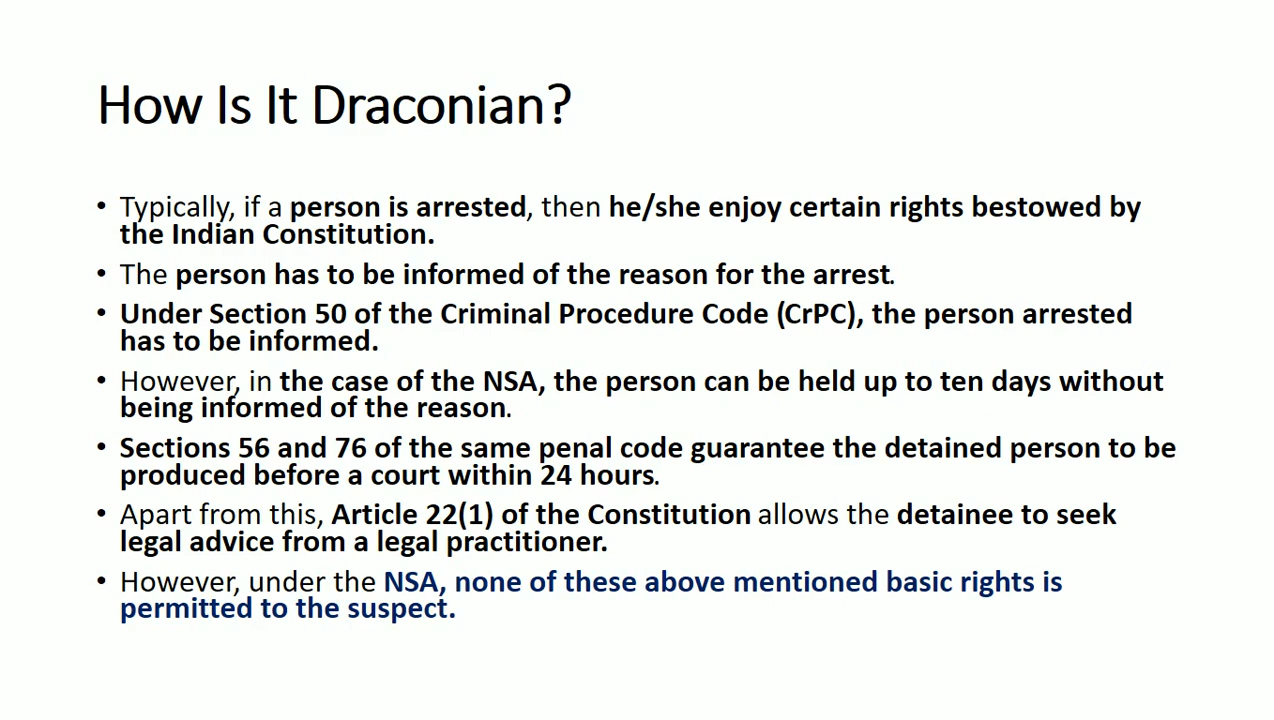 How Is It Draconian?
• Typically, if a person is arrested, then he/she enjoy certain rights bestowed by
the Indian Constitution.
• The person has to be informed of the reason for the arrest.
• Under Section 50 of the Criminal Procedure Code (CrPC), the person arrested
has to be informed.
• However, in the case of the NSA, the person can be held up to ten days without
being informed of the reason.
• Sections 56 and 76 of the same penal code guarantee the detained person to be
produced before a court within 24 hours.
• Apart from this, Article 22(1) of the Constitution allows the detainee to seek
legal advice from a legal practitioner.
• However, under the NSA, none of these above mentioned basic rights is
permitted to the suspect.